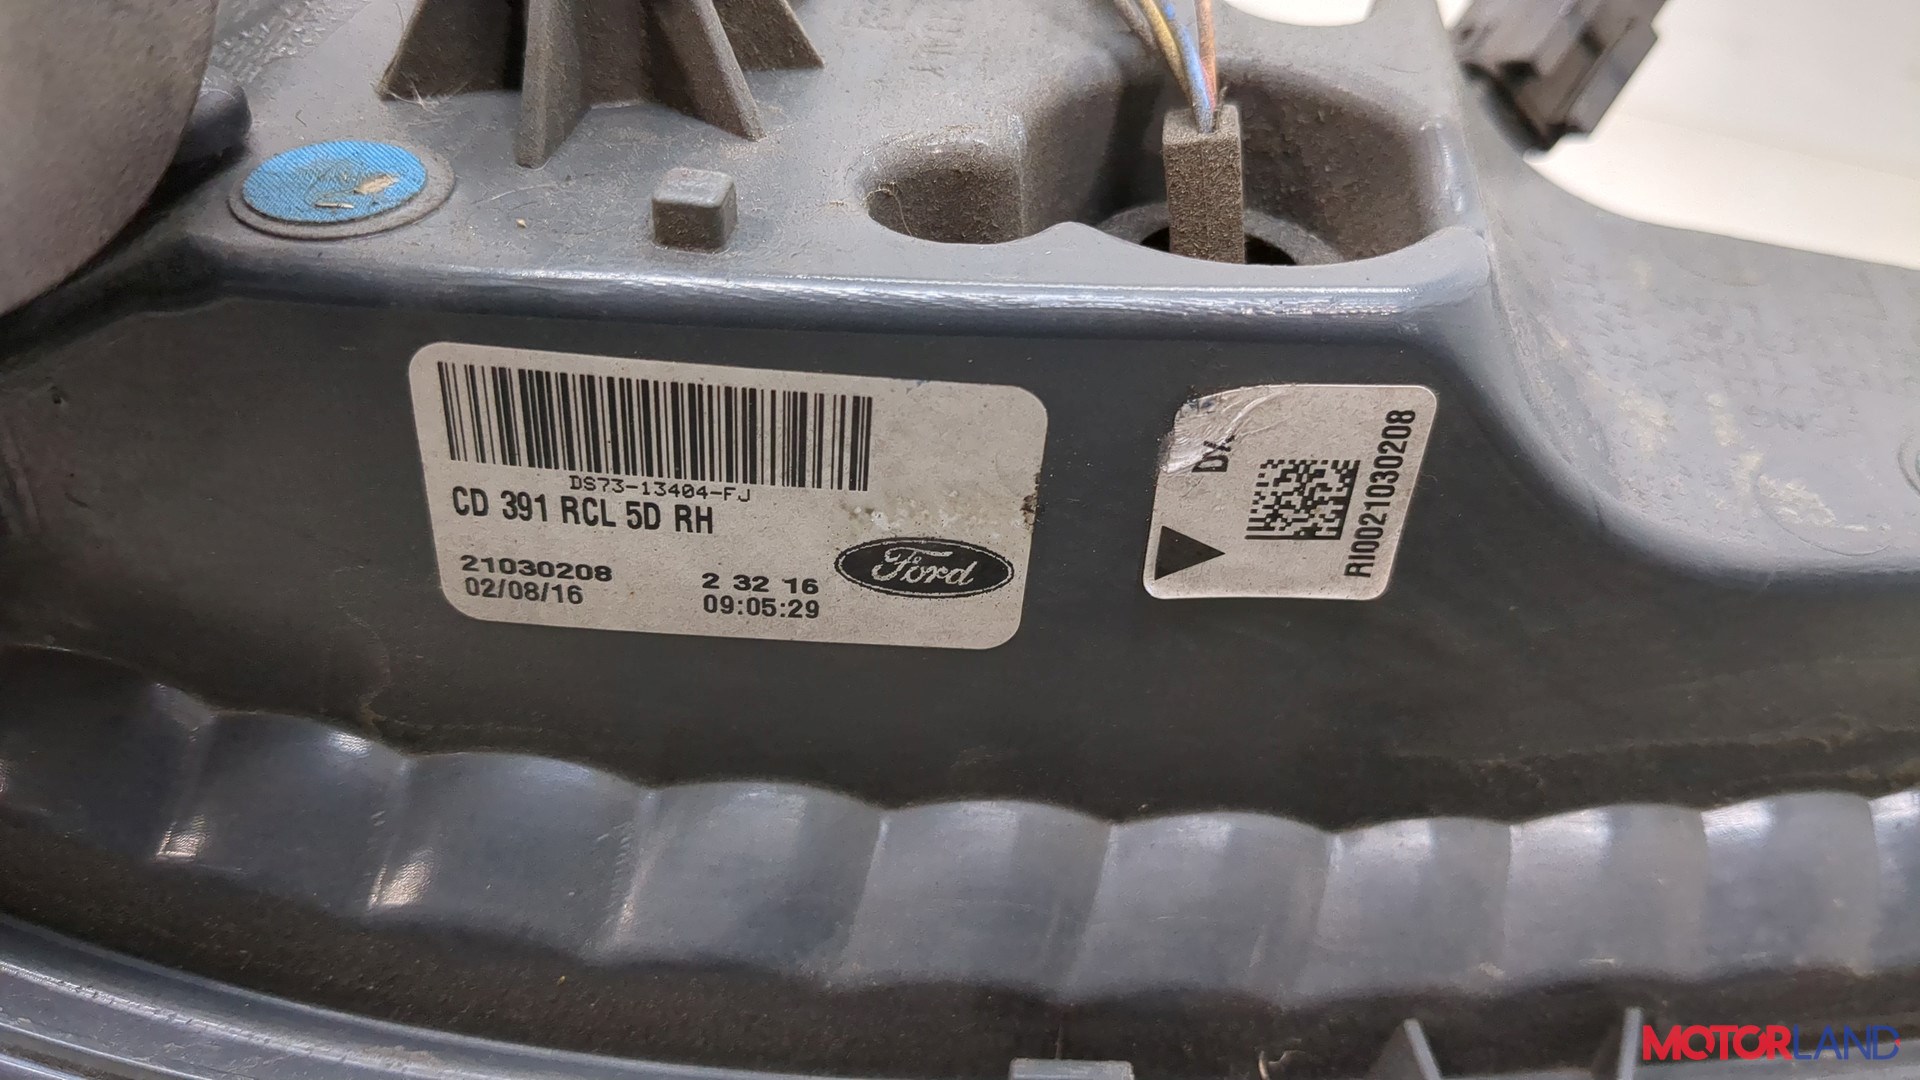 DS73-13404-FJ
CD 391 RCL 5D RH
21030208
2 32 16
02/08/16
09:05:29
Ford
DX
RI0021030208
MOTORLAND